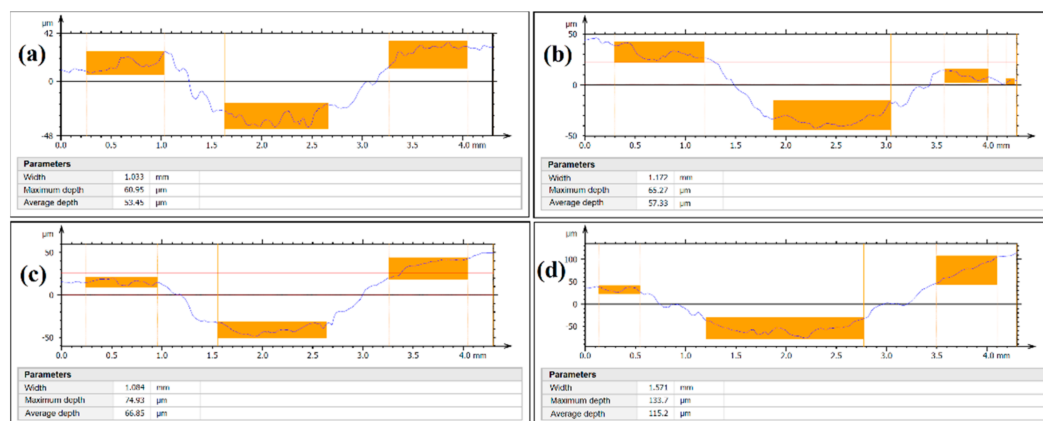 (a)
µm
42
0
-48
0.0 0.5 1.0 1.5 2.0 2.5 3.0 3.5 4.0 mm
Parameters
Width 1.033 mm
Maximum depth 60.95 µm
Average depth 53.45 µm
(b)
µm
50
0
-50
0.0 0.5 1.0 1.5 2.0 2.5 3.0 3.5 4.0 mm
Parameters
Width 1.172 mm
Maximum depth 65.27 µm
Average depth 57.33 µm
(c)
µm
50
0
-50
0.0 0.5 1.0 1.5 2.0 2.5 3.0 3.5 4.0 mm
Parameters
Width 1.084 mm
Maximum depth 74.93 µm
Average depth 66.85 µm
(d)
µm
100
50
0
-50
0.0 0.5 1.0 1.5 2.0 2.5 3.0 3.5 4.0 mm
Parameters
Width 1.571 mm
Maximum depth 133.7 µm
Average depth 115.2 µm